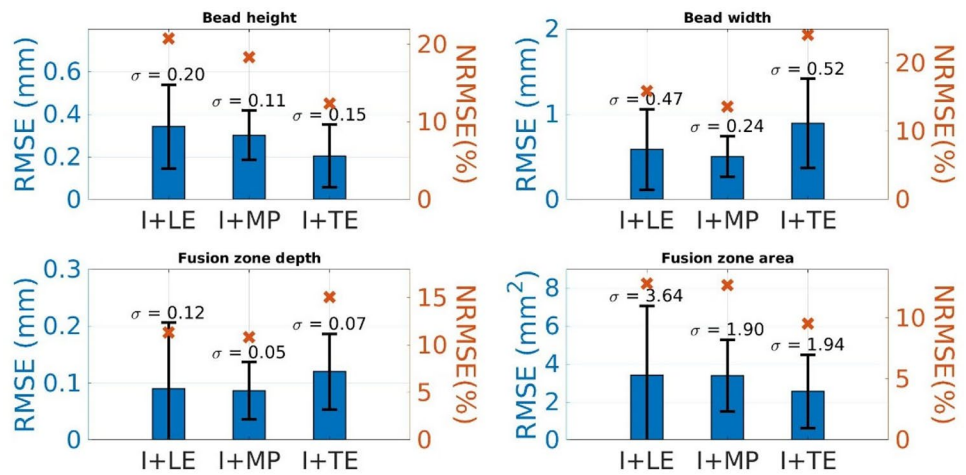 Bead height
RMSE (mm)
0.6
0.4
0.2
0
σ = 0.20
σ = 0.11
σ = 0.15
I+LE I+MP I+TE
20
10
0
NRMSE(%)
Bead width
RMSE (mm)
2
1
0
σ = 0.47
σ = 0.24
σ = 0.52
I+LE I+MP I+TE
20
10
0
NRMSE(%)
Fusion zone depth
RMSE (mm)
0.3
0.2
0.1
0
σ = 0.12
σ = 0.05
σ = 0.07
I+LE I+MP I+TE
15
10
5
0
NRMSE(%)
Fusion zone area
RMSE (mm²)
8
6
4
2
0
σ = 3.64
σ = 1.90
σ = 1.94
I+LE I+MP I+TE
10
5
0
NRMSE(%)